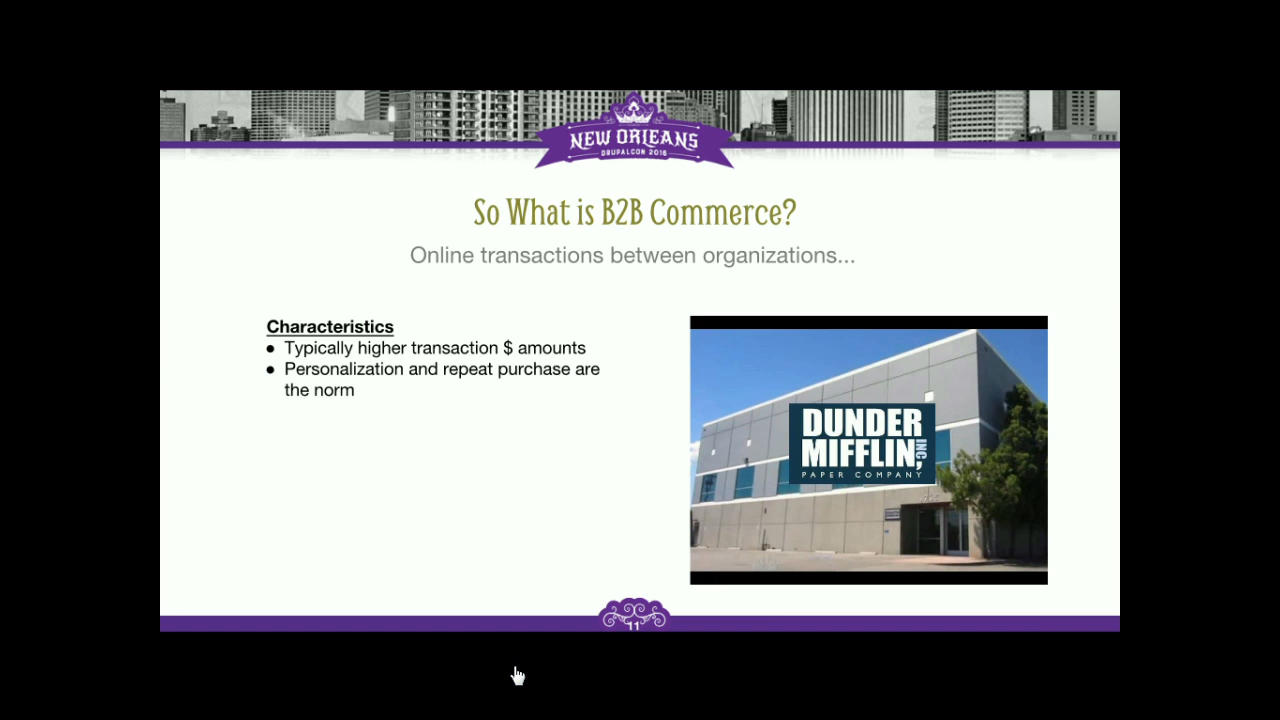 NEW ORLEANS
DRUPALCON 2016
So What is B2B Commerce?
Online transactions between organizations...
Characteristics
● Typically higher transaction $ amounts
● Personalization and repeat purchase are
the norm
DUNDER
MIFFLIN, INC
PAPER COMPANY
11